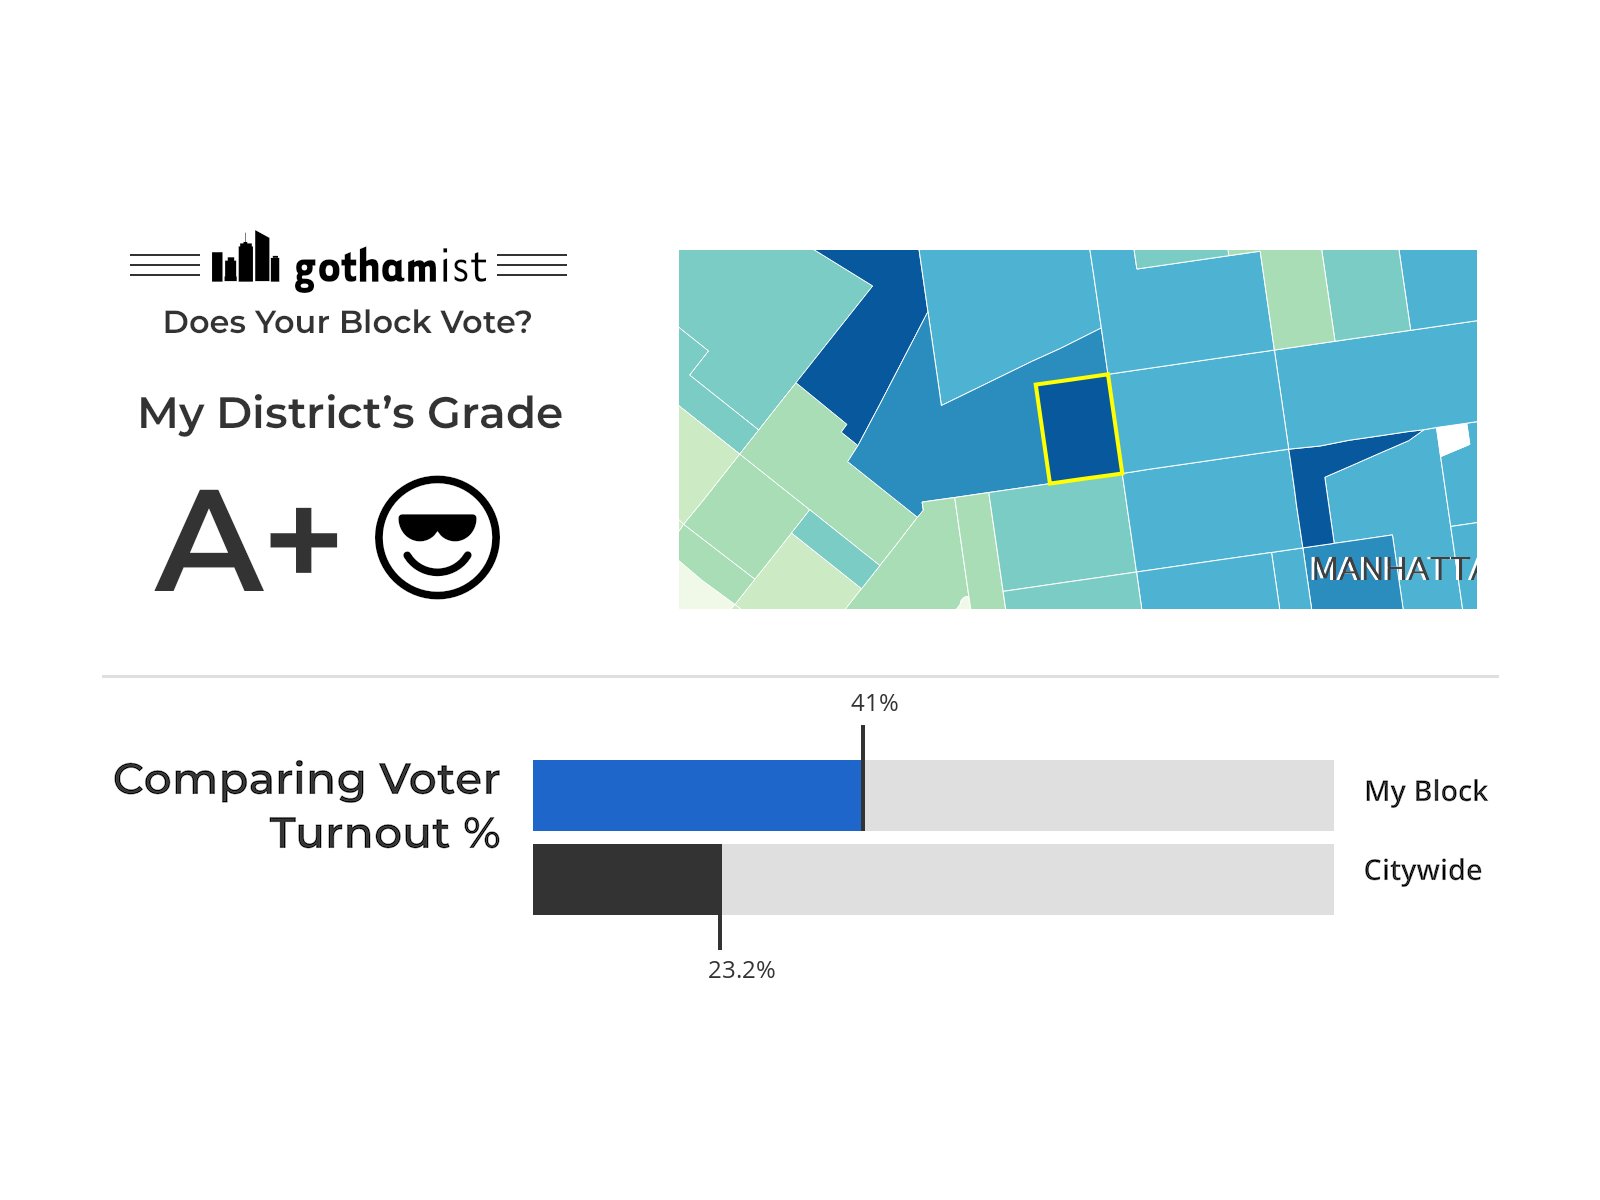 gothamist
Does Your Block Vote?
My District’s Grade
A+
MANHATTA
41%
Comparing Voter
Turnout %
My Block
Citywide
23.2%